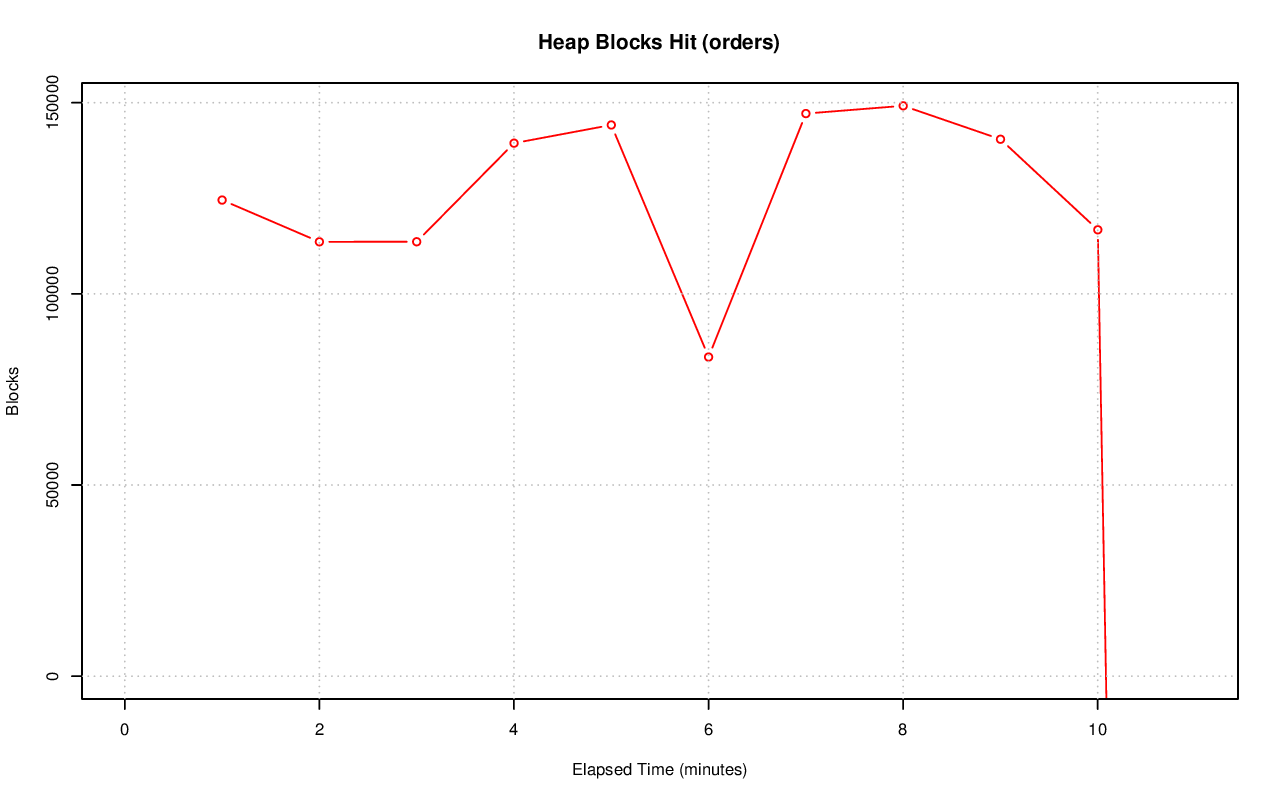 Heap Blocks Hit (orders)
150000
100000
50000
0
Blocks
0 2 4 6 8 10
Elapsed Time (minutes)